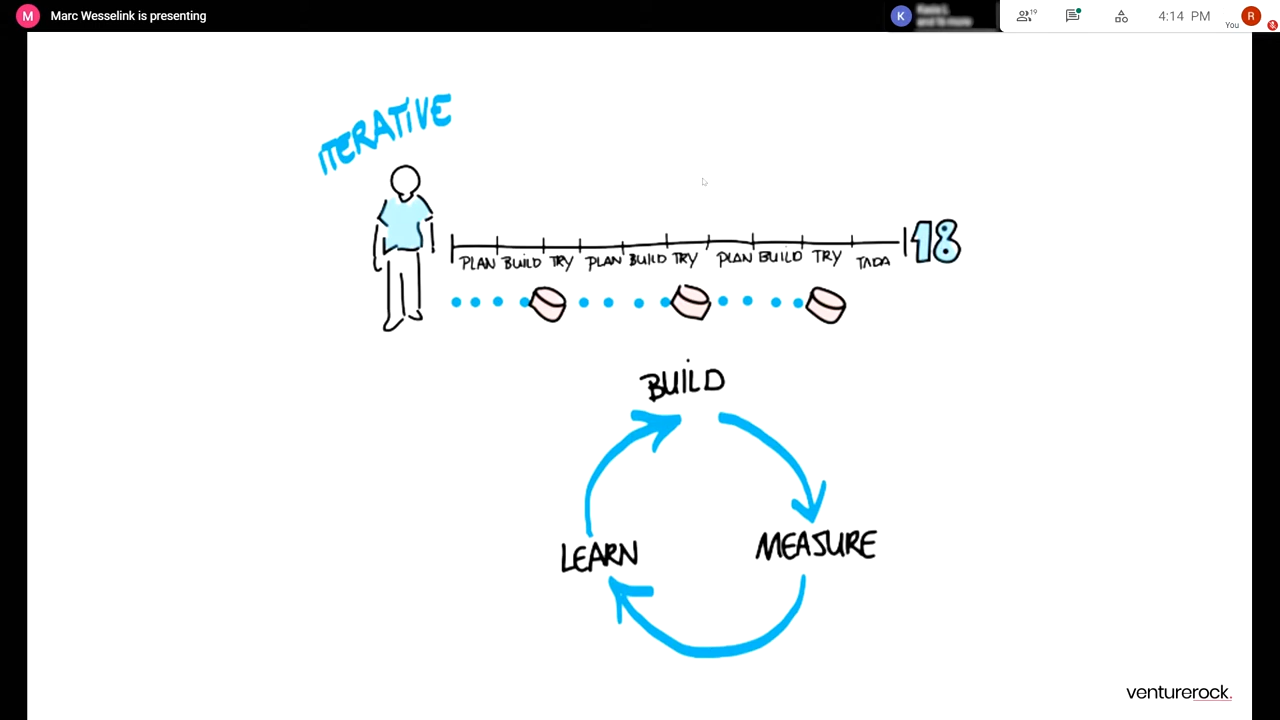 M Marc Wesselink is presenting
K
19
4:14 PM
You
R
ITERATIVE
PLAN BUILD TRY PLAN BUILD TRY PLAN BUILD TRY TADA
18
BUILD
LEARN
MEASURE
venturerock.